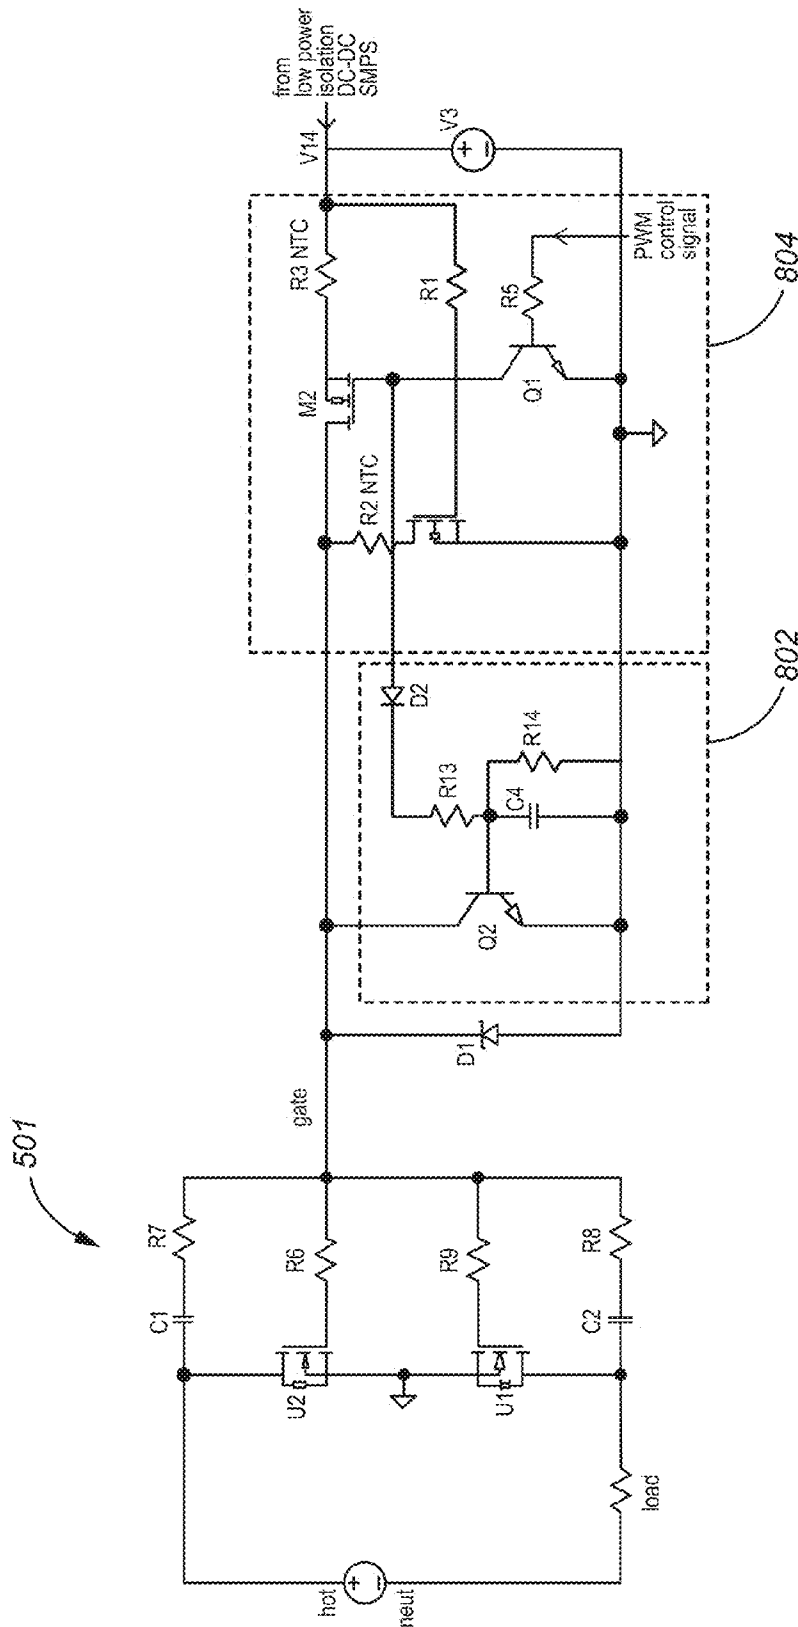 501
hot
neut
load
C1
R7
U2
R6
U1
R9
C2
R8
gate
D1
802
Q2
R13
C4
R14
D2
804
R2 NTC
M2
R3 NTC
R1
Q1
R5
PWM
control
signal
V14
V3
from
low power
isolation
DC-DC
SMPS